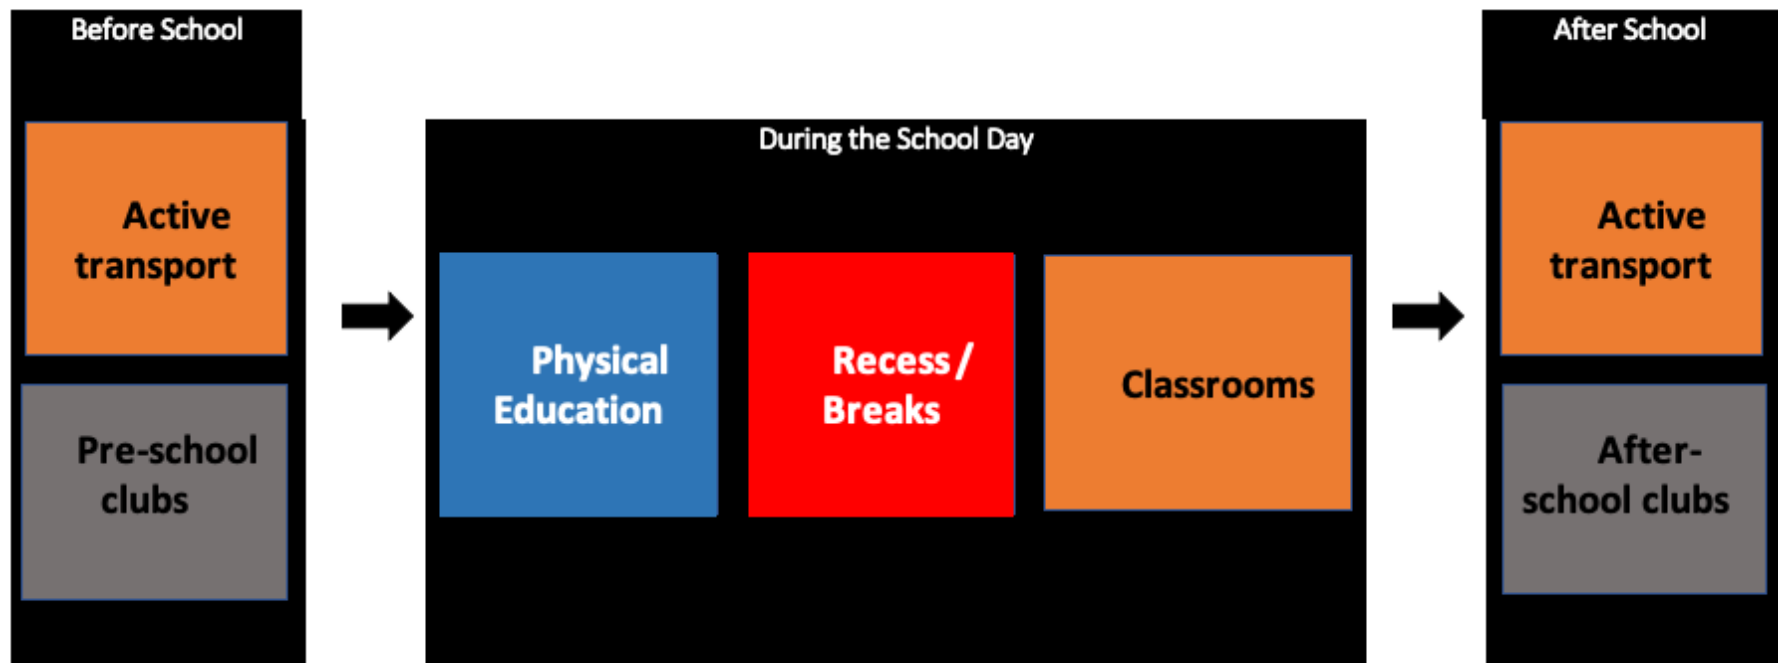 Before School
Active
transport
Pre-school
clubs
During the School Day
Physical
Education
Recess/
Breaks
Classrooms
After School
Active
transport
After-
school clubs